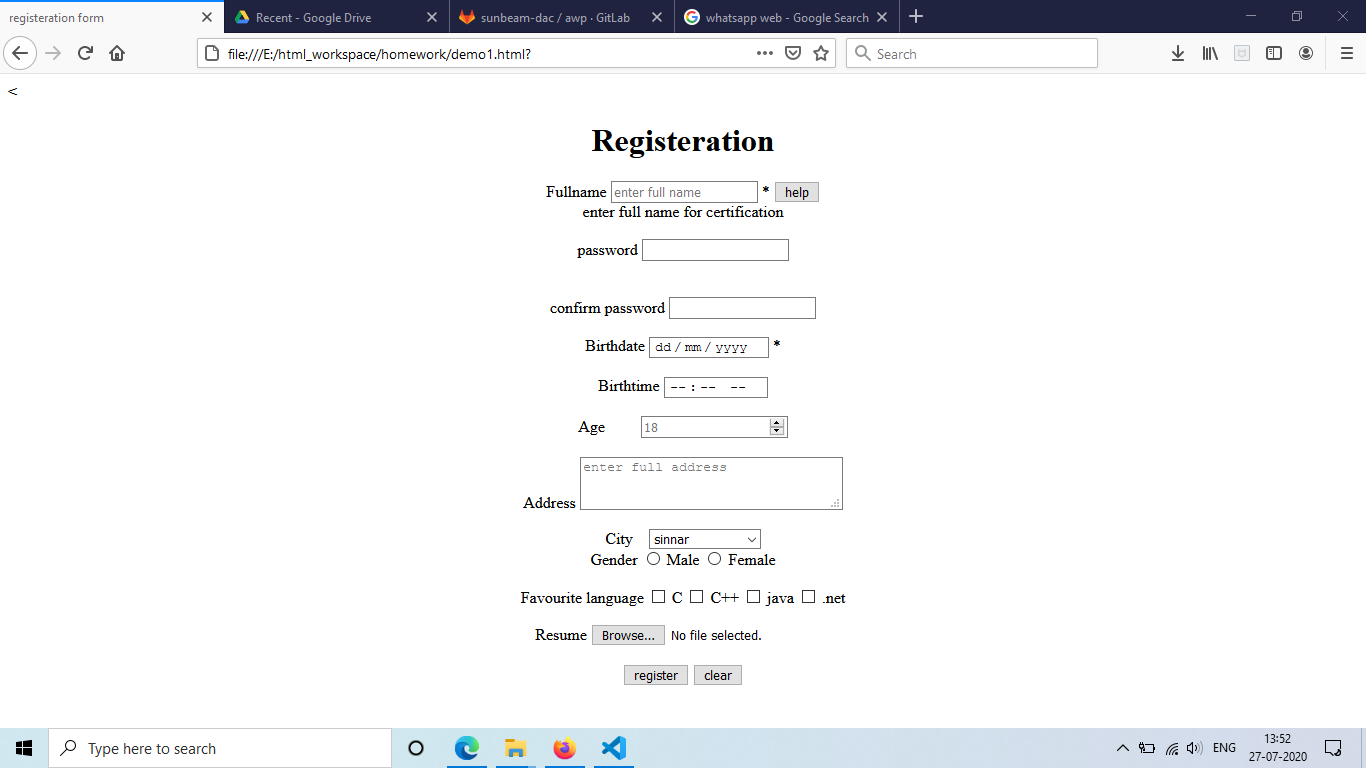 registeration form
Recent - Google Drive
sunbeam-dac / awp · GitLab
whatsapp web - Google Search
file:///E:/html_workspace/homework/demo1.html?
Search
<
Registeration
Fullname enter full name * help
enter full name for certification
password
confirm password
Birthdate dd / mm / yyyy *
Birthtime -- : -- --
Age 18
enter full address
Address
City sinnar
Gender Male Female
Favourite language C C++ java .net
Resume Browse... No file selected.
register clear
Type here to search
ENG
13:52
27-07-2020